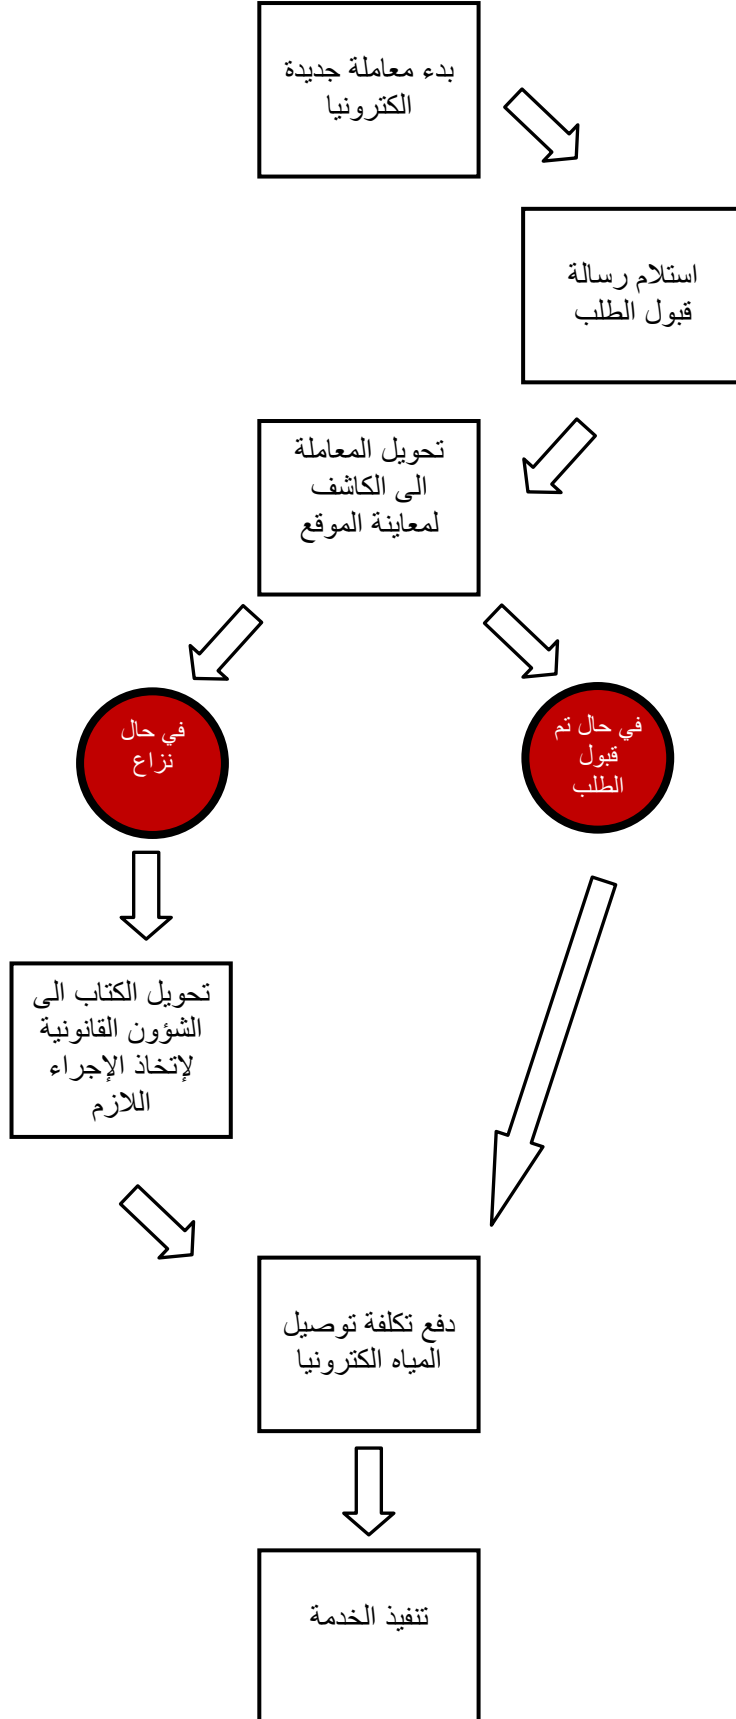 بدء معاملة جديدة
الكترونيا
استلام رسالة
قبول الطلب
تحويل المعاملة
الى الكاشف
لمعاينة الموقع
في حال تم
قبول
الطلب
في حال
نزاع
تحويل الكتاب الى
الشؤون القانونية
لإتخاذ الإجراء
اللازم
دفع تكلفة توصيل
المياه الكترونيا
تنفيذ الخدمة